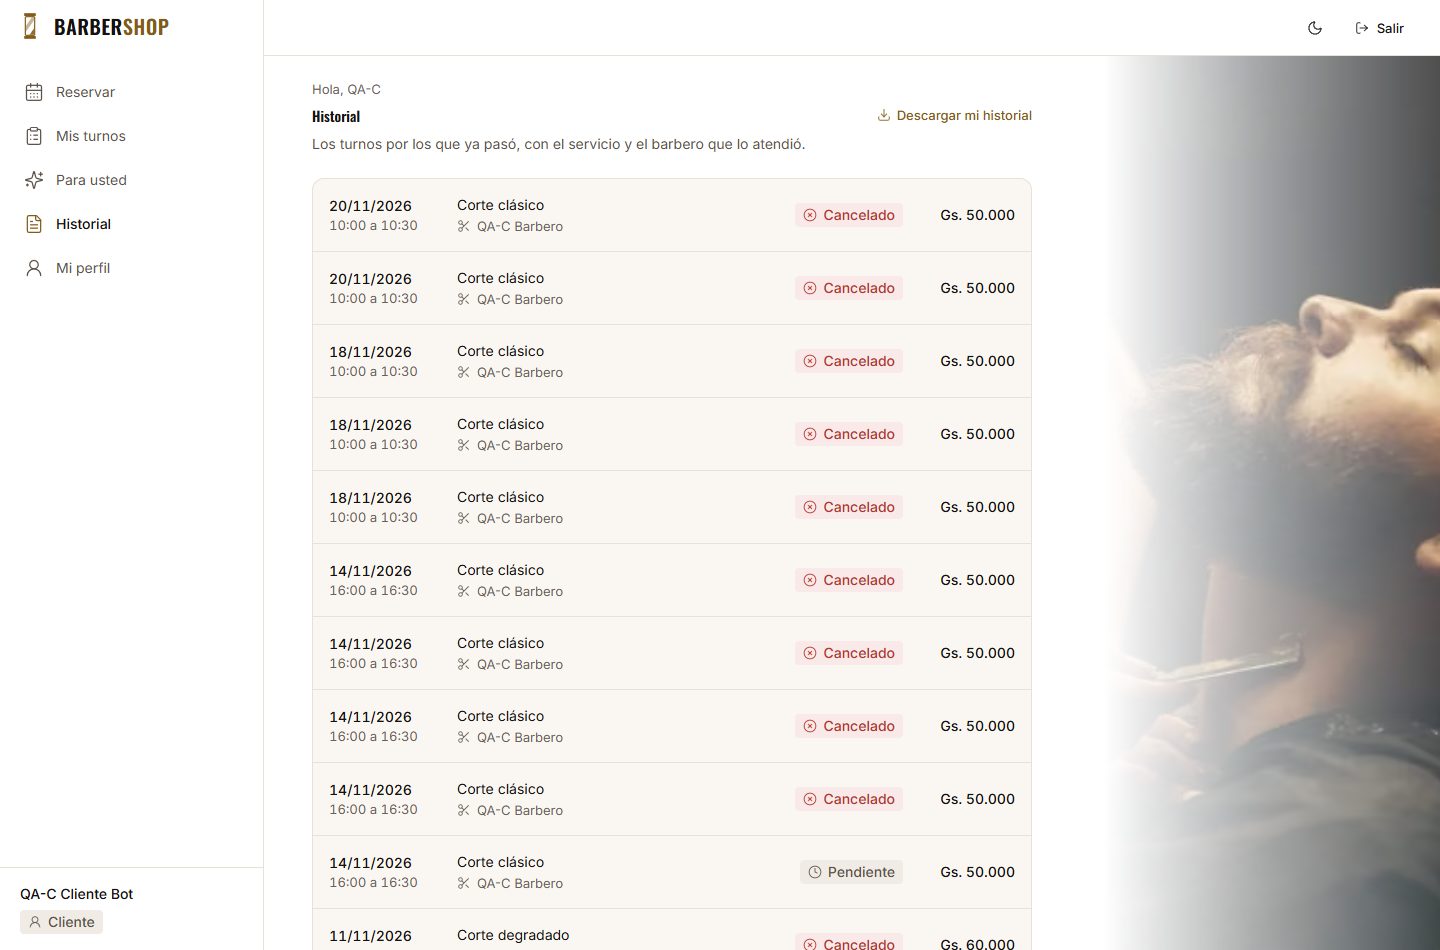 BARBERSHOP
Salir
Reservar
Mis turnos
Para usted
Historial
Mi perfil
QA-C Cliente Bot
Cliente
Hola, QA-C
Historial
Descargar mi historial
Los turnos por los que ya pasó, con el servicio y el barbero que lo atendió.
20/11/2026 Corte clásico Cancelado Gs. 50.000
10:00 a 10:30 QA-C Barbero
20/11/2026 Corte clásico Cancelado Gs. 50.000
10:00 a 10:30 QA-C Barbero
18/11/2026 Corte clásico Cancelado Gs. 50.000
10:00 a 10:30 QA-C Barbero
18/11/2026 Corte clásico Cancelado Gs. 50.000
10:00 a 10:30 QA-C Barbero
18/11/2026 Corte clásico Cancelado Gs. 50.000
10:00 a 10:30 QA-C Barbero
14/11/2026 Corte clásico Cancelado Gs. 50.000
16:00 a 16:30 QA-C Barbero
14/11/2026 Corte clásico Cancelado Gs. 50.000
16:00 a 16:30 QA-C Barbero
14/11/2026 Corte clásico Cancelado Gs. 50.000
16:00 a 16:30 QA-C Barbero
14/11/2026 Corte clásico Cancelado Gs. 50.000
16:00 a 16:30 QA-C Barbero
14/11/2026 Corte clásico Pendiente Gs. 50.000
16:00 a 16:30 QA-C Barbero
11/11/2026 Corte degradado Cancelado Gs. 60.000